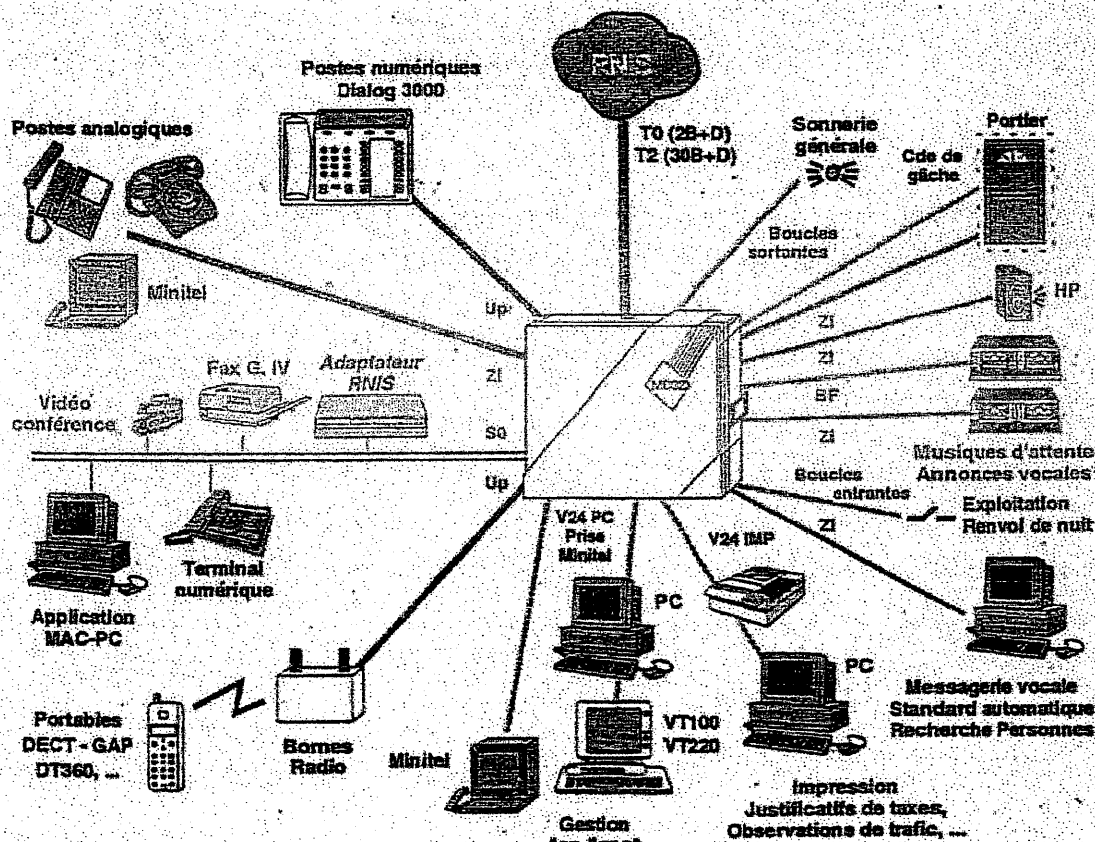 RNIS
Postes numériques
Dialog 3000
T0 (2B+D)
T2 (30B+D)
Sonnerie
générale
Portier
Cde de
gâche
Postes analogiques
Boucles
sortantes
Minitel
Up
ZI
HP
ZI
Fax G. IV
Adaptateur
RNIS
ZI
BF
Vidéo
conférence
S0
ZI
Musiques d'attente
Annonces vocales
Up
Boucles
entrantes
Exploitation
Renvoi de nuit
V24 PC
Prise
Minitel
V24 IMP
ZI
Terminal
numérique
Application
MAC-PC
PC
PC
Messagerie vocale
Standard automatique
Recherche Personnes
Portables
DECT - GAP
DT360, ...
Bornes
Radio
Minitel
VT100
VT220
Impression
Justificatifs de taxes,
Observations de trafic, ...
Gestion